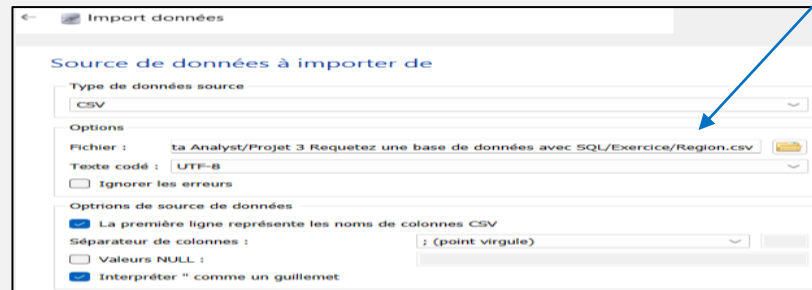 Import données
Source de données à importer de
Type de données source
CSV
Options
Fichier : ta Analyst/Projet 3 Requetez une base de données avec SQL/Exercice/Region.csv
Texte codé : UTF-8
Ignorer les erreurs
Optrions de source de données
La première ligne représente les noms de colonnes CSV
Séparateur de colonnes : ; (point virgule)
Valeurs NULL :
Interpréter " comme un guillemet